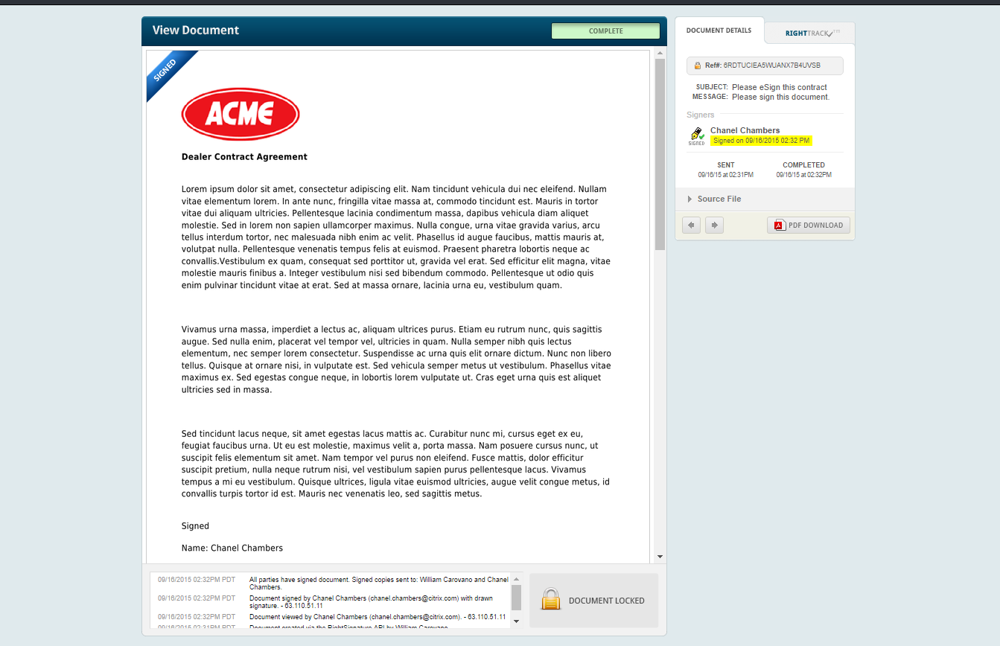 View Document
COMPLETE
SIGNED
ACME
Dealer Contract Agreement
Lorem ipsum dolor sit amet, consectetur adipiscing elit. Nam tincidunt vehicula dui nec eleifend. Nullam
vitae elementum lorem. In ante nunc, fringilla vitae massa at, commodo tincidunt est. Mauris in tortor
vitae dui aliquam ultricies. Pellentesque lacinia condimentum massa, dapibus vehicula diam aliquet
molestie. Sed in lorem non sapien ullamcorper maximus. Nulla congue, urna vitae gravida varius, arcu
tellus interdum tortor, nec malesuada nibh enim ac velit. Phasellus id augue faucibus, mattis mauris at,
volutpat nulla. Pellentesque venenatis tempus felis at euismod. Praesent pharetra lobortis neque ac
convallis.Vestibulum ex quam, consequat sed porttitor ut, gravida vel erat. Sed efficitur elit magna, vitae
molestie mauris finibus a. Integer vestibulum nisi sed bibendum commodo. Pellentesque ut odio quis
enim pulvinar tincidunt vitae at erat. Sed at massa ornare, lacinia urna eu, vestibulum quam.
Vivamus urna massa, imperdiet a lectus ac, aliquam ultrices purus. Etiam eu rutrum nunc, quis sagittis
augue. Sed nulla enim, placerat vel tempor vel, ultricies in quam. Nulla semper nibh quis lectus
elementum, nec semper lorem consectetur. Suspendisse ac urna quis elit ornare dictum. Nunc non libero
tellus. Quisque at ornare nisi, in vulputate est. Sed vehicula semper metus ut vestibulum. Phasellus vitae
maximus ex. Sed egestas congue neque, in lobortis lorem vulputate ut. Cras eget urna quis est aliquet
ultricies sed in massa.
Sed tincidunt lacus neque, sit amet egestas lacus mattis ac. Curabitur nunc mi, cursus eget ex eu,
feugiat faucibus urna. Ut eu est molestie, maximus velit a, porta massa. Nam posuere cursus nunc, ut
suscipit felis elementum sit amet. Nam tempor vel purus non eleifend. Fusce mattis, dolor efficitur
suscipit pretium, nulla neque rutrum nisi, vel vestibulum sapien purus pellentesque lacus. Vivamus
tempus a mi eu vestibulum. Quisque ultrices, ligula vitae euismod ultricies, augue velit congue metus, id
convallis turpis tortor id est. Mauris nec venenatis leo, sed sagittis metus.
Signed
Name: Chanel Chambers
09/16/2015 02:32PM PDT All parties have signed document. Signed copies sent to: William Carovano and Chanel
Chambers.
09/16/2015 02:32PM PDT Document signed by Chanel Chambers (chanel.chambers@citrix.com) with drawn
signature. - 63.110.51.11
09/16/2015 02:32PM PDT Document viewed by Chanel Chambers (chanel.chambers@citrix.com). - 63.110.51.11
09/16/2015 02:31PM PDT Document created via the RightSignature API by William Carovano
DOCUMENT LOCKED
DOCUMENT DETAILS
RIGHTTRACK™
Ref#: 6RDTUCIEA5WUANX7B4UVSB
SUBJECT: Please eSign this contract
MESSAGE: Please sign this document.
Signers
SIGNED
Chanel Chambers
Signed on 09/16/2015 02:32 PM
SENT COMPLETED
09/16/15 at 02:31PM 09/16/15 at 02:32PM
Source File
PDF DOWNLOAD